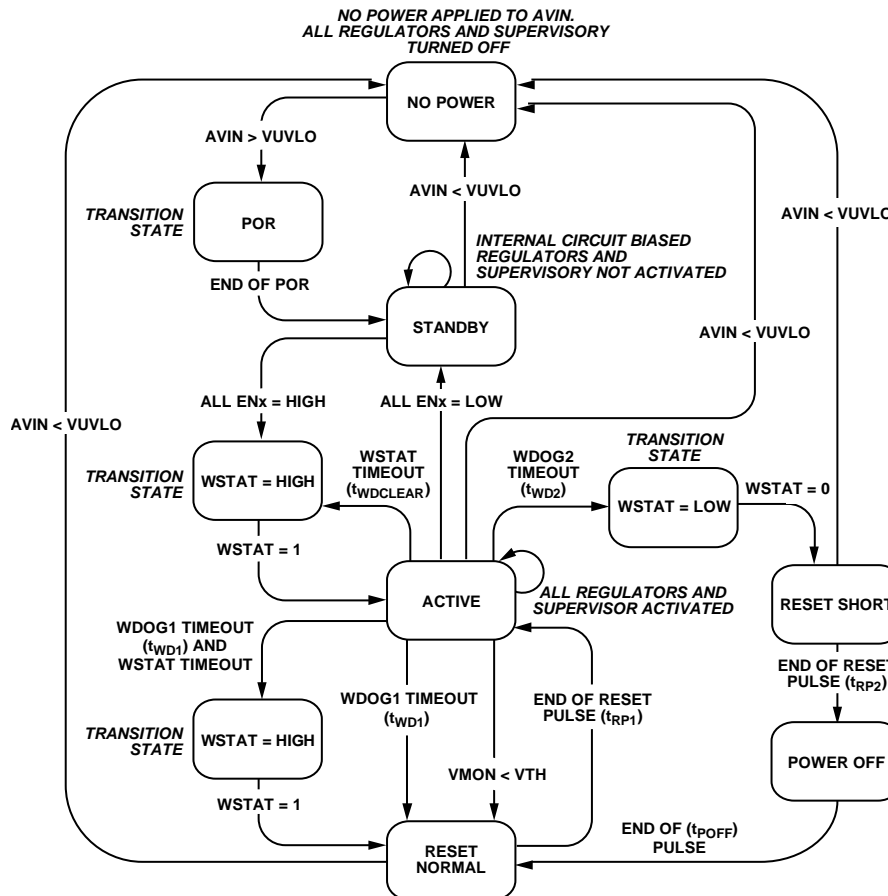 NO POWER APPLIED TO AVIN.
ALL REGULATORS AND SUPERVISORY
TURNED OFF
NO POWER
AVIN > VUVLO
AVIN < VUVLO
TRANSITION
STATE
POR
AVIN < VUVLO
INTERNAL CIRCUIT BIASED
REGULATORS AND
SUPERVISORY NOT ACTIVATED
END OF POR
STANDBY
AVIN < VUVLO
ALL ENx = HIGH
ALL ENx = LOW
AVIN < VUVLO
TRANSITION
STATE
WSTAT = HIGH
WSTAT
TIMEOUT
(tWDCLEAR)
WDOG2
TIMEOUT
(tWD2)
TRANSITION
STATE
WSTAT = LOW
WSTAT = 0
WSTAT = 1
ACTIVE
ALL REGULATORS AND
SUPERVISOR ACTIVATED
RESET SHORT
WDOG1 TIMEOUT
(tWD1) AND
WSTAT TIMEOUT
WDOG1 TIMEOUT
(tWD1)
END OF RESET
PULSE (tRP1)
END OF RESET
PULSE (tRP2)
TRANSITION
STATE
WSTAT = HIGH
POWER OFF
VMON < VTH
WSTAT = 1
RESET
NORMAL
END OF (tPOFF)
PULSE